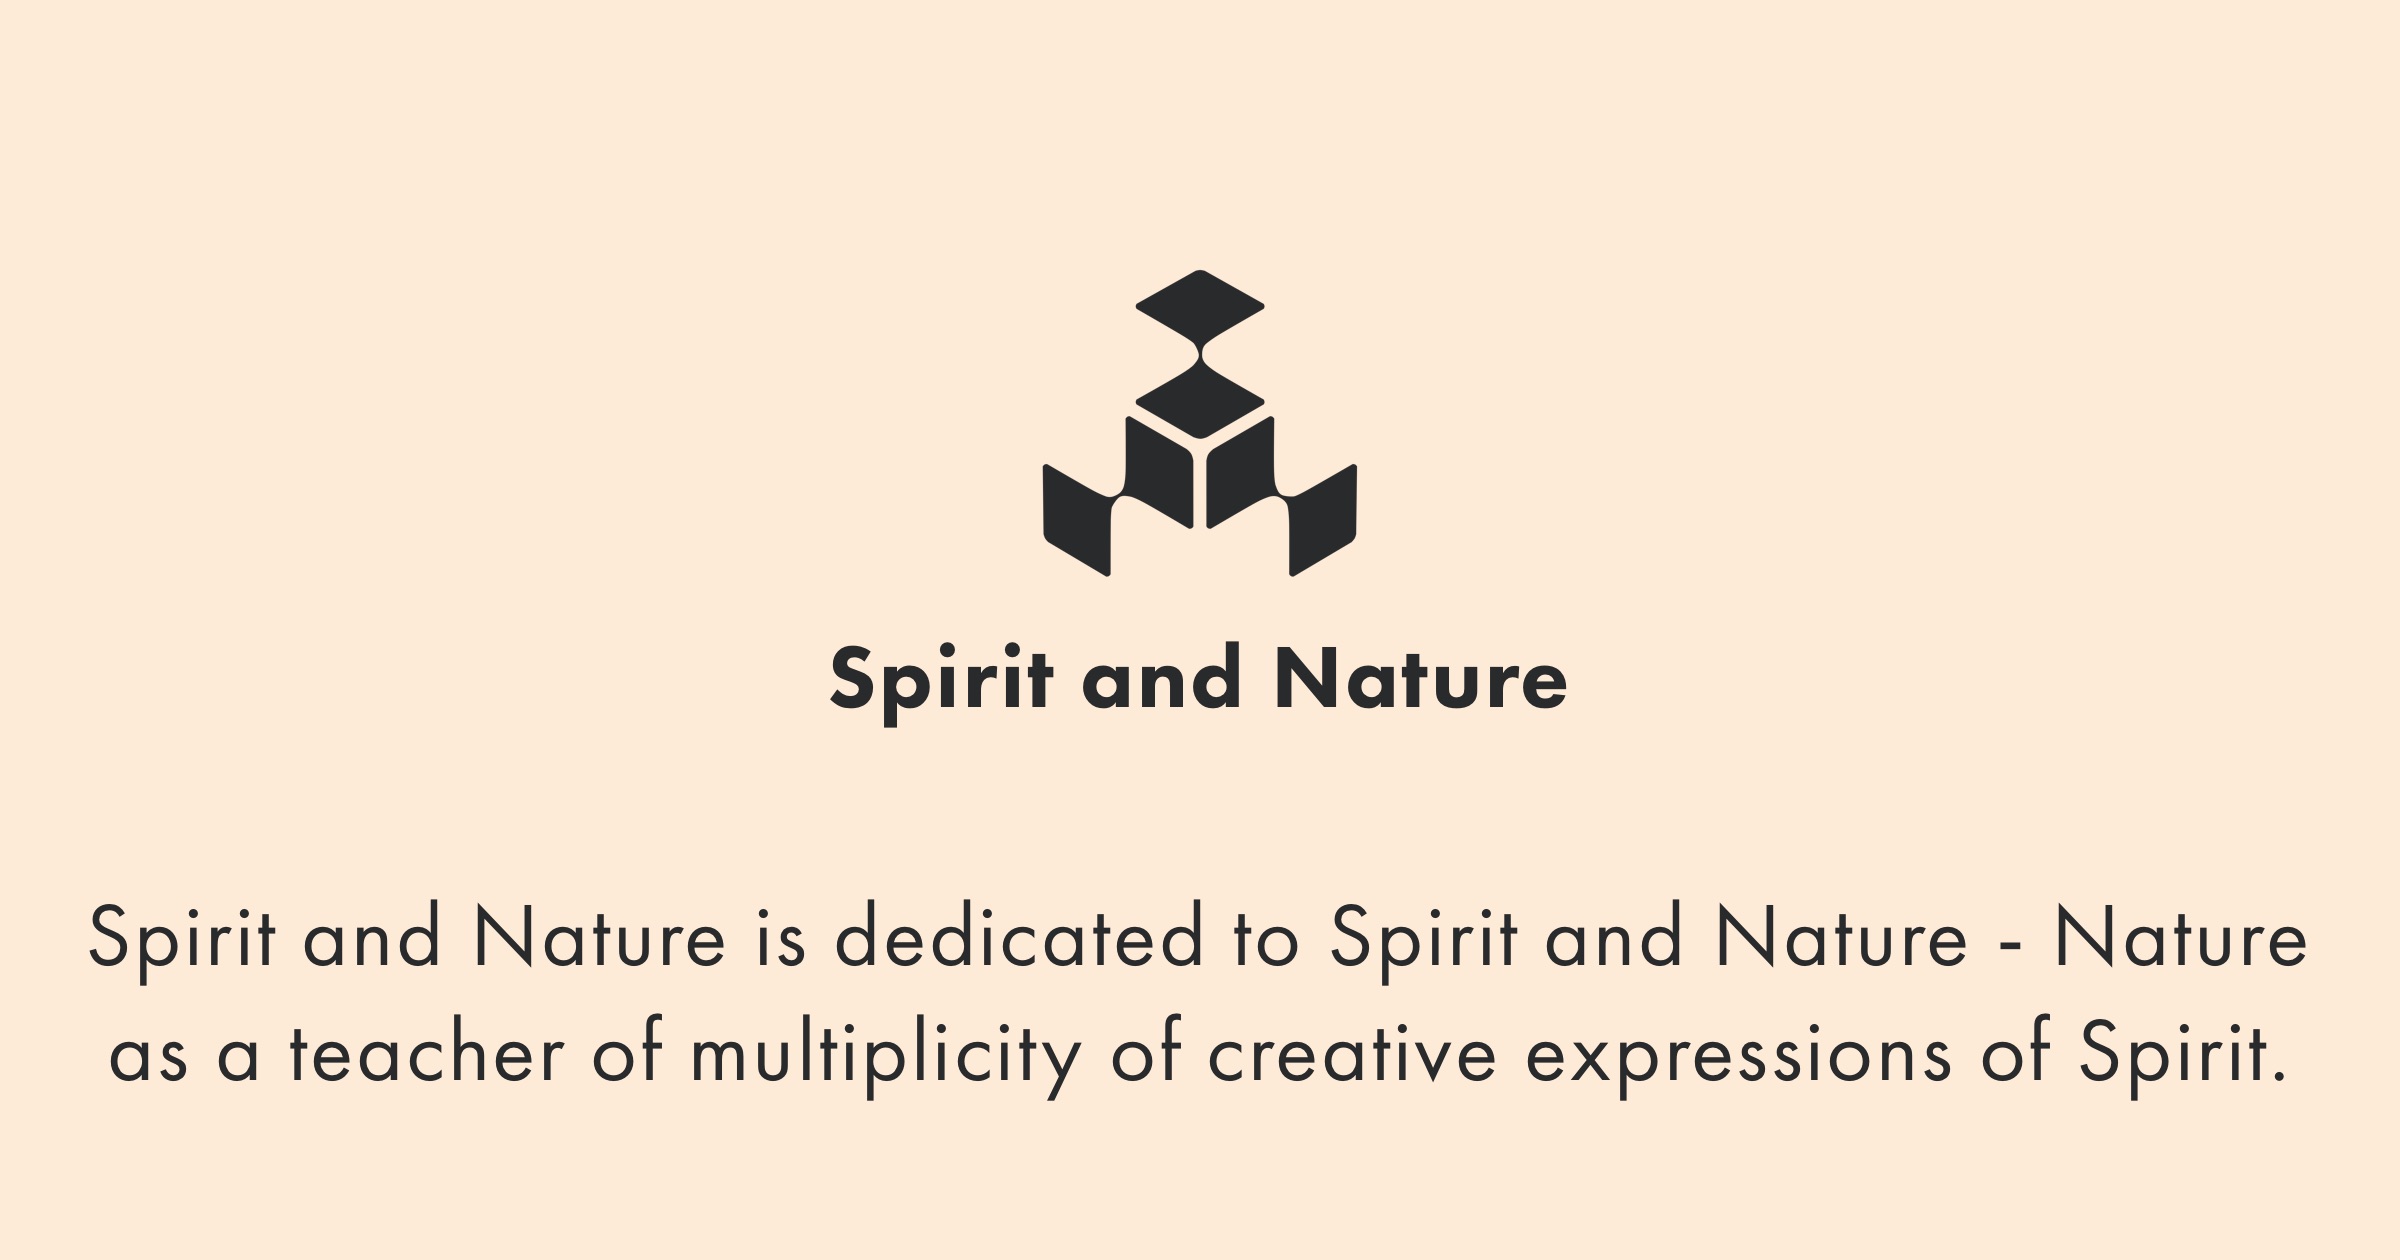 Spirit and Nature
Spirit and Nature is dedicated to Spirit and Nature - Nature
as a teacher of multiplicity of creative expressions of Spirit.